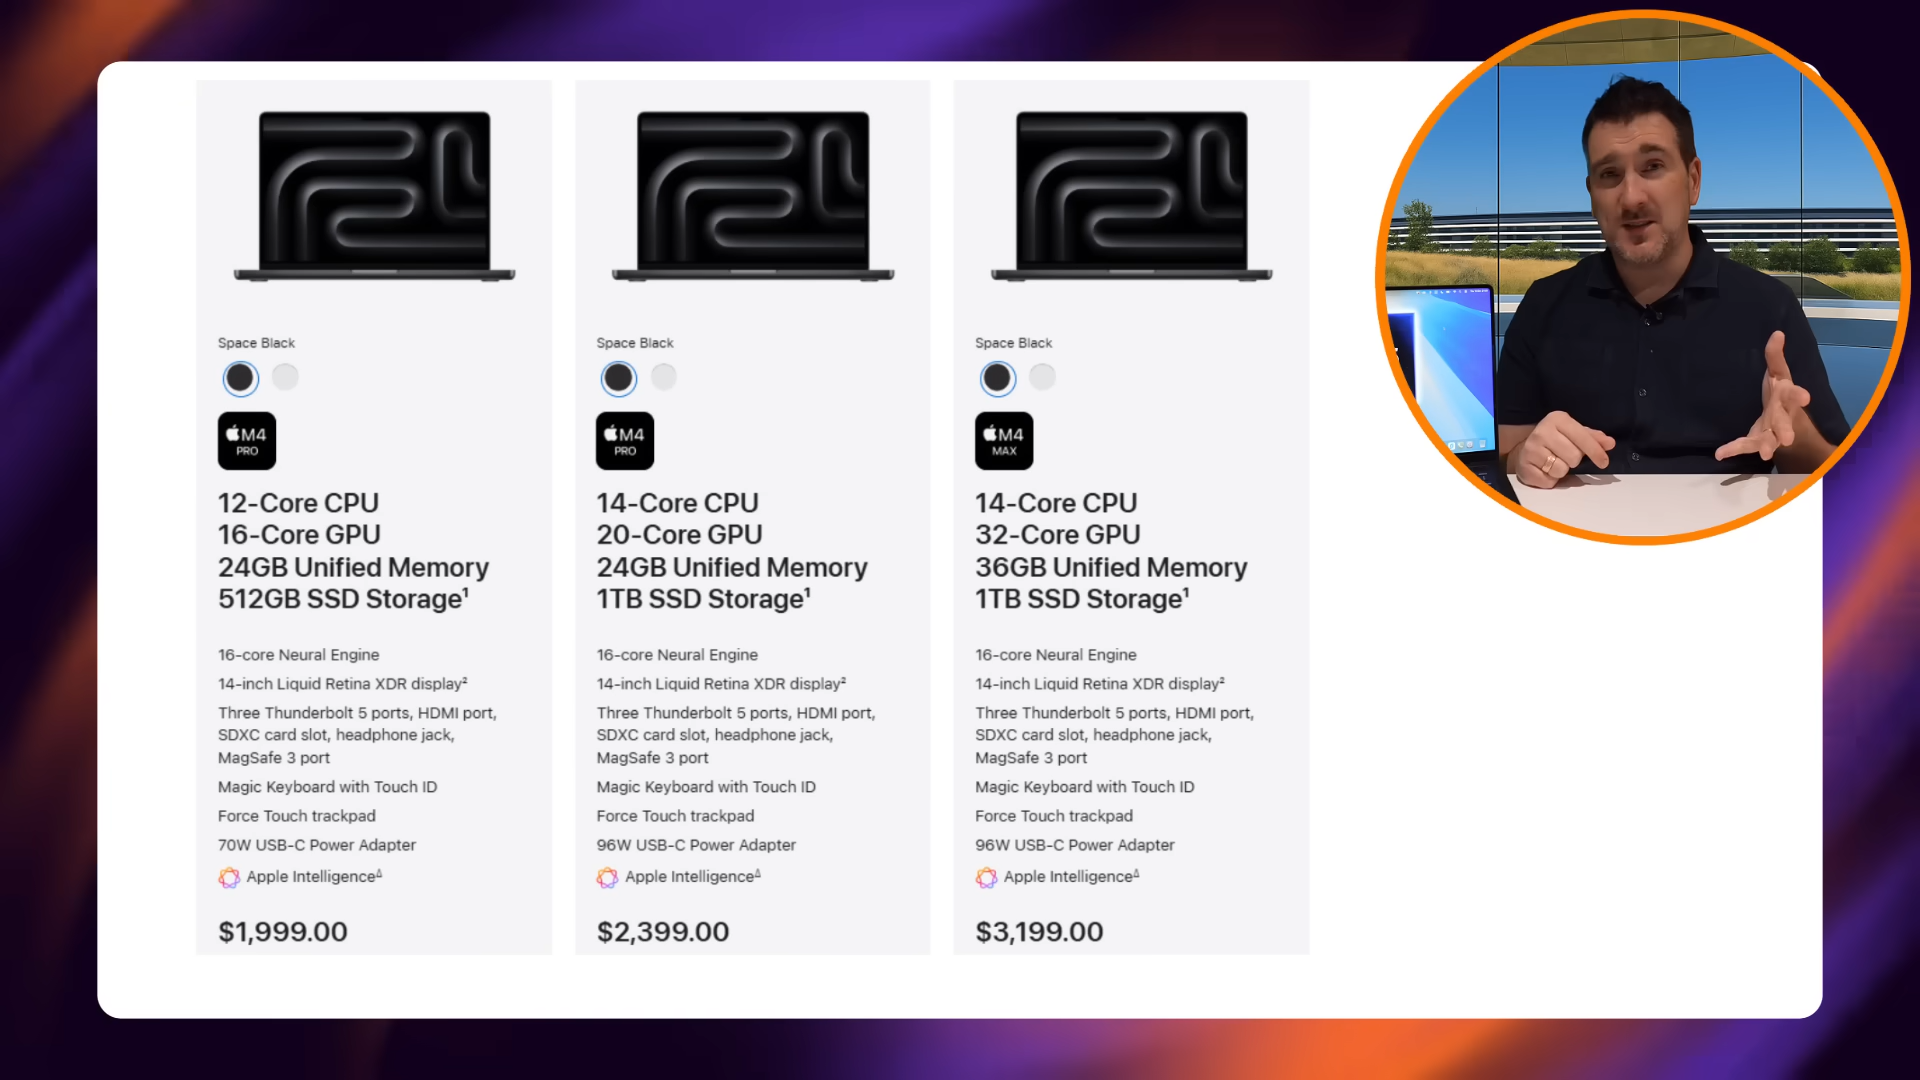 Space Black
M4
PRO
12-Core CPU
16-Core GPU
24GB Unified Memory
512GB SSD Storage¹
16-core Neural Engine
14-inch Liquid Retina XDR display²
Three Thunderbolt 5 ports, HDMI port,
SDXC card slot, headphone jack,
MagSafe 3 port
Magic Keyboard with Touch ID
Force Touch trackpad
70W USB-C Power Adapter
Apple Intelligence∆
$1,999.00
Space Black
M4
PRO
14-Core CPU
20-Core GPU
24GB Unified Memory
1TB SSD Storage¹
16-core Neural Engine
14-inch Liquid Retina XDR display²
Three Thunderbolt 5 ports, HDMI port,
SDXC card slot, headphone jack,
MagSafe 3 port
Magic Keyboard with Touch ID
Force Touch trackpad
96W USB-C Power Adapter
Apple Intelligence∆
$2,399.00
Space Black
M4
MAX
14-Core CPU
32-Core GPU
36GB Unified Memory
1TB SSD Storage¹
16-core Neural Engine
14-inch Liquid Retina XDR display²
Three Thunderbolt 5 ports, HDMI port,
SDXC card slot, headphone jack,
MagSafe 3 port
Magic Keyboard with Touch ID
Force Touch trackpad
96W USB-C Power Adapter
Apple Intelligence∆
$3,199.00